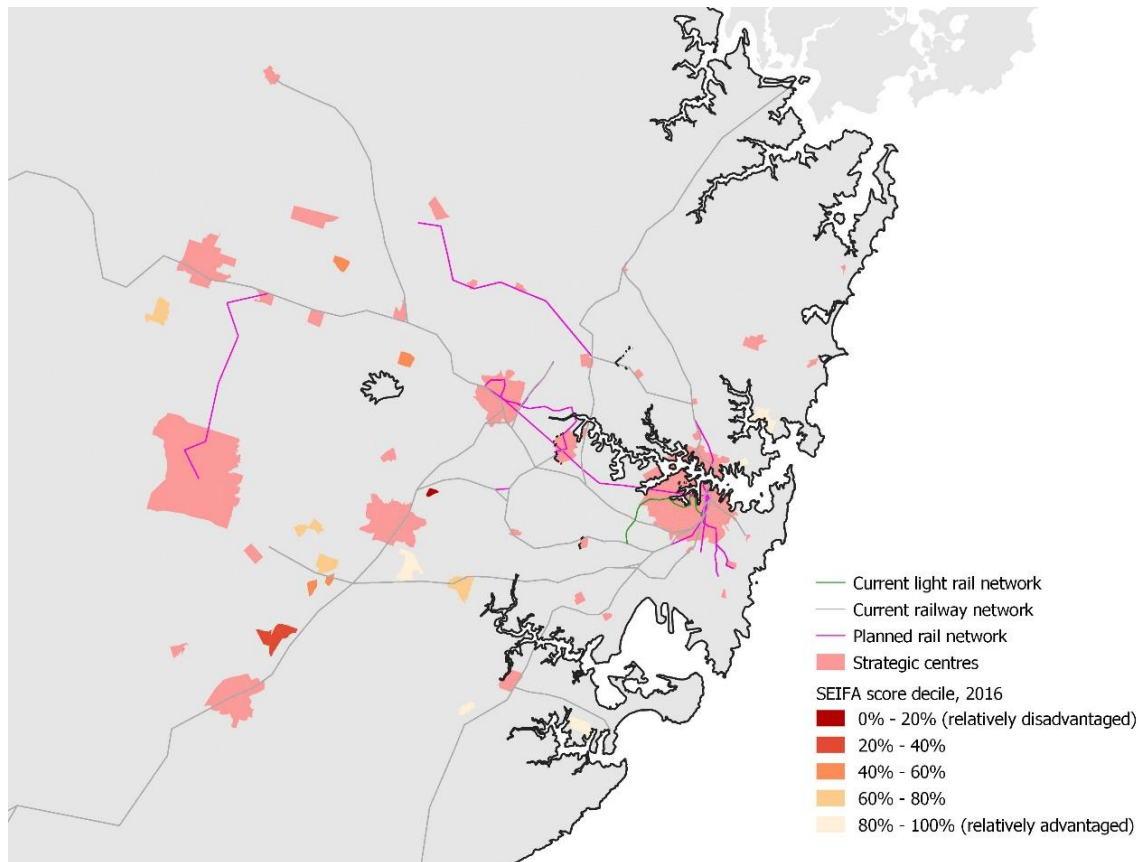 Current light rail network
Current railway network
Planned rail network
Strategic centres
SEIFA score decile, 2016
0% - 20% (relatively disadvantaged)
20% - 40%
40% - 60%
60% - 80%
80% - 100% (relatively advantaged)